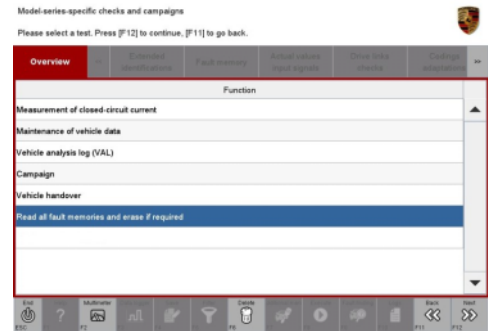 Model-series-specific checks and campaigns
Please select a test. Press [F12] to continue, [F11] to go back.
Overview
Extended identifications
Fault memory
Actual values input signals
Drive links checks
Codings adaptations
»
Function
Measurement of closed-circuit current
Maintenance of vehicle data
Vehicle analysis log (VAL)
Campaign
Vehicle handover
Read all fault memories and erase if required
End
Multimeter
Delete
Back
Next
ESC
F2
F6
F11
F12